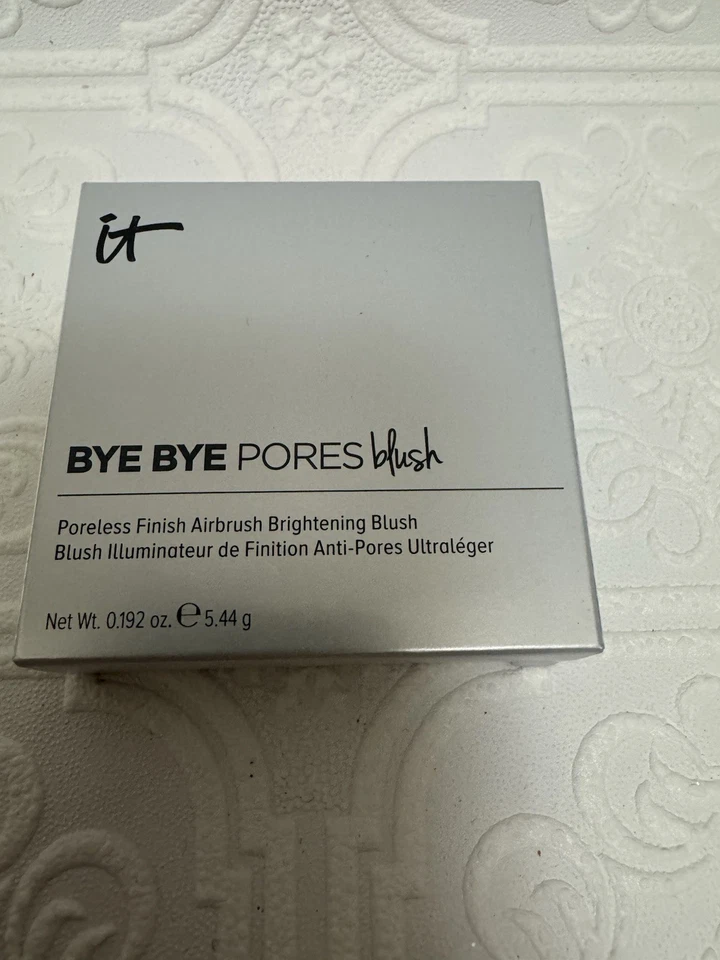 it
BYE BYE PORES blush
Poreless Finish Airbrush Brightening Blush
Blush Illuminateur de Finition Anti-Pores Ultraléger
Net Wt. 0.192 oz. ℮ 5.44 g